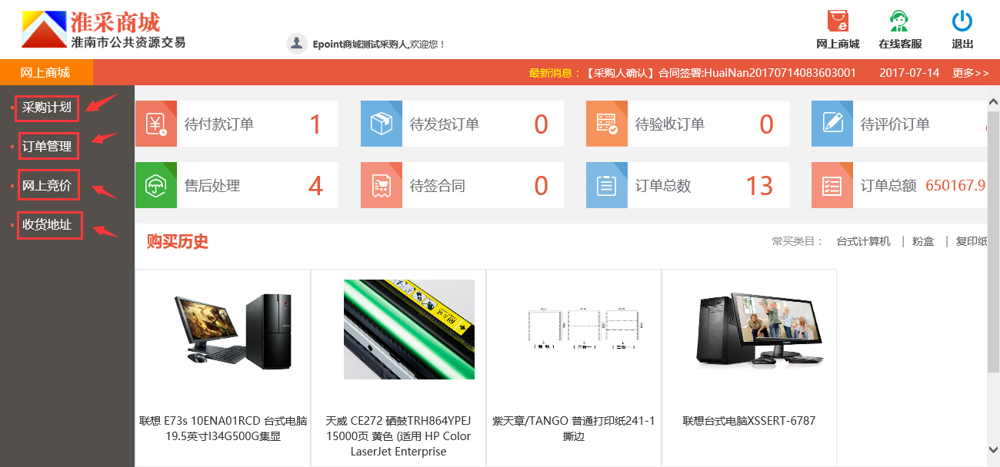 淮采商城
淮南市公共资源交易
Epoint商城测试采购人,欢迎您！
网上商城
在线客服
退出
网上商城
最新消息：
【采购人确认】合同签署:HuaiNan20170714083603001
2017-07-14
更多>>
采购计划
订单管理
网上竞价
收货地址
待付款订单 1
待发货订单 0
待验收订单 0
待评价订单
售后处理 4
待签合同 0
订单总数 13
订单总额 650167.9
购买历史
常买类目： 台式计算机 | 粉盒 | 复印纸
联想 E73s 10ENA01RCD 台式电脑
19.5英寸I34G500G集显
天威 CE272 硒鼓TRH864YPEJ
15000页 黄色 (适用 HP Color
LaserJet Enterprise
紫天章/TANGO 普通打印纸241-1
撕边
联想台式电脑XSSERT-6787